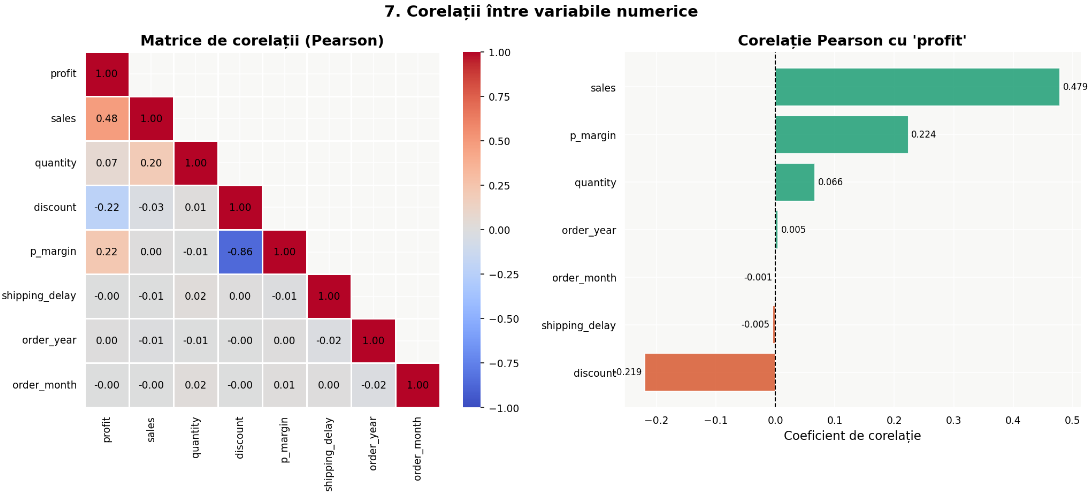 7. Corelații între variabile numerice
Matrice de corelații (Pearson)
profit 1.00
sales 0.48 1.00
quantity 0.07 0.20 1.00
discount -0.22 -0.03 0.01 1.00
p_margin 0.22 0.00 -0.01 -0.86 1.00
shipping_delay -0.00 -0.01 0.02 0.00 -0.01 1.00
order_year 0.00 -0.01 -0.01 -0.00 0.00 -0.02 1.00
order_month -0.00 -0.00 0.02 -0.00 0.01 0.00 -0.02 1.00
profit sales quantity discount p_margin shipping_delay order_year order_month
1.00
0.75
0.50
0.25
0.00
−0.25
−0.50
−0.75
−1.00
Corelație Pearson cu 'profit'
sales 0.479
p_margin 0.224
quantity 0.066
order_year 0.005
order_month -0.001
shipping_delay -0.005
discount -0.219
−0.2 −0.1 0.0 0.1 0.2 0.3 0.4 0.5
Coeficient de corelație